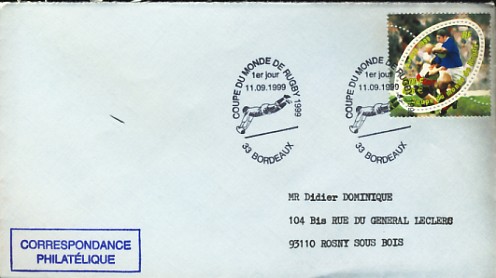 COUPE DU MONDE DE RUGBY 1999
1er jour
11.09.1999
33 BORDEAUX
COUPE DU MONDE DE RU
1er jour
11.09.1999
33 BORDEAUX
MR Didier DOMINIQUE
104 Bis RUE DU GENERAL LECLERC
93110 ROSNY SOUS BOIS
CORRESPONDANCE
PHILATÉLIQUE